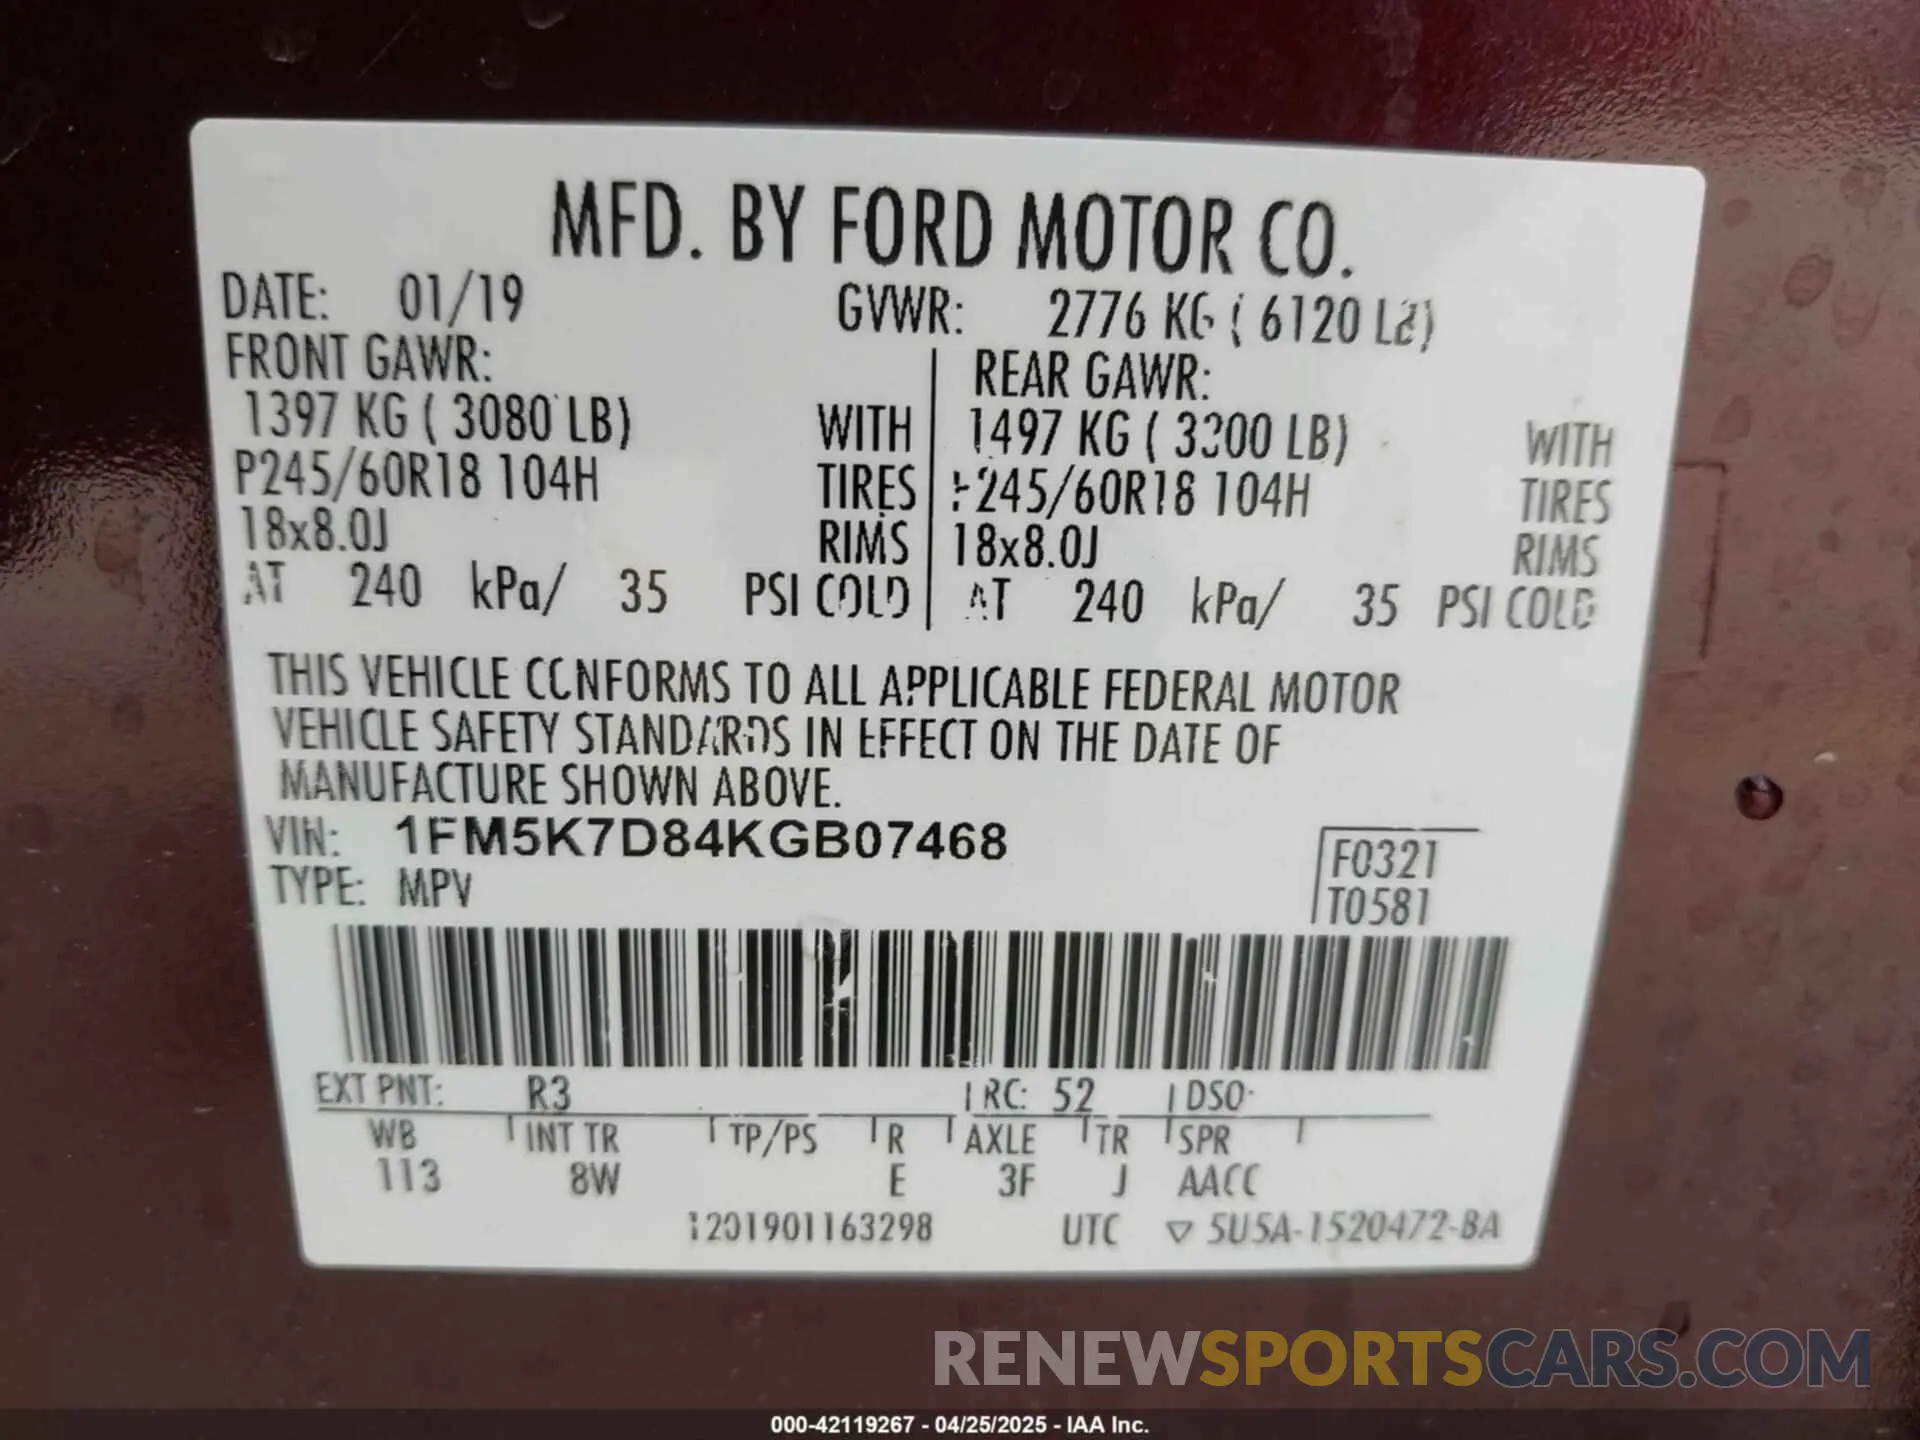 MFD. BY FORD MOTOR CO.
DATE: 01/19 GVWR: 2776 KG ( 6120 LB)
FRONT GAWR: REAR GAWR:
1397 KG ( 3080 LB) WITH 1497 KG ( 3300 LB) WITH
P245/60R18 104H TIRES P245/60R18 104H TIRES
18x8.0J RIMS 18x8.0J RIMS
AT 240 kPa/ 35 PSI COLD AT 240 kPa/ 35 PSI COLD
THIS VEHICLE CONFORMS TO ALL APPLICABLE FEDERAL MOTOR
VEHICLE SAFETY STANDARDS IN EFFECT ON THE DATE OF
MANUFACTURE SHOWN ABOVE.
VIN: 1FM5K7D84KGB07468
TYPE: MPV
F0321
T0581
EXT PNT: R3 RC: 52 DSO:
WB INT TR TP/PS R AXLE TR SPR
113 8W E 3F J AACC
1201901163298 UTC ▽ 5U5A-1520472-BA
RENEWSPORTSCARS.COM
000-42119267 - 04/25/2025 - IAA Inc.